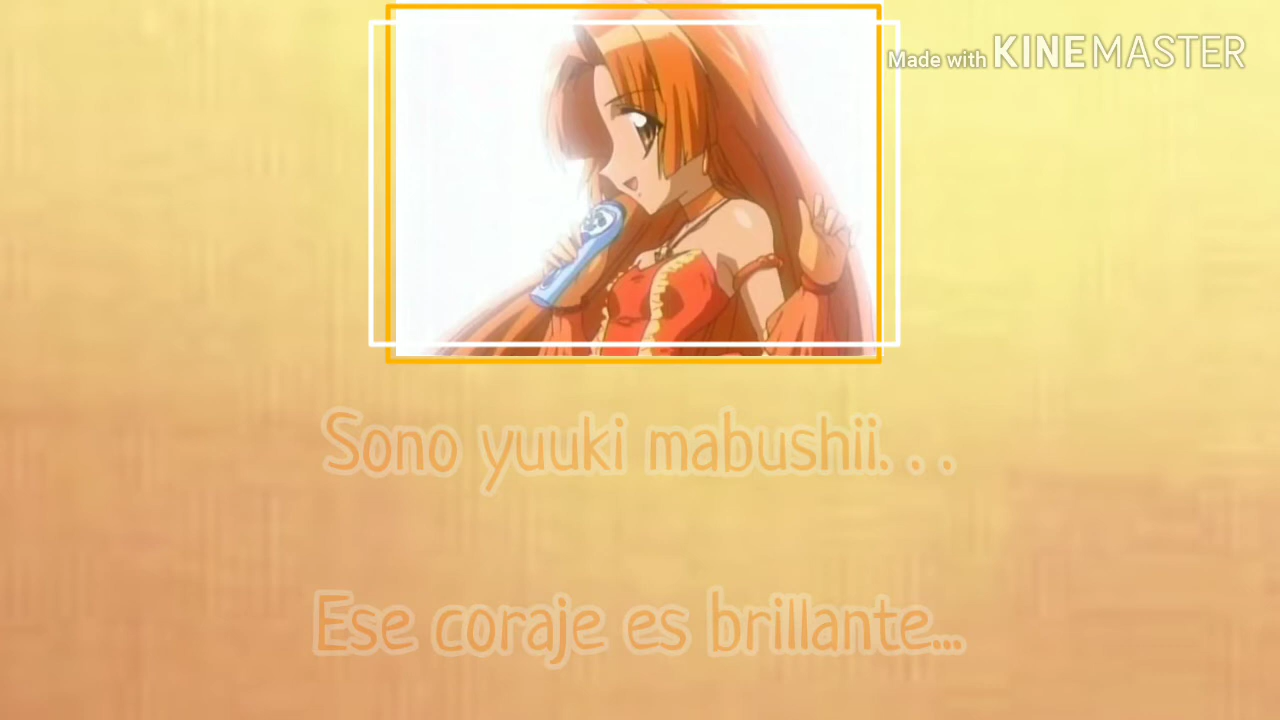 Made with KINEMASTER
Sono yuuki mabushii. . .
Ese coraje es brillante...